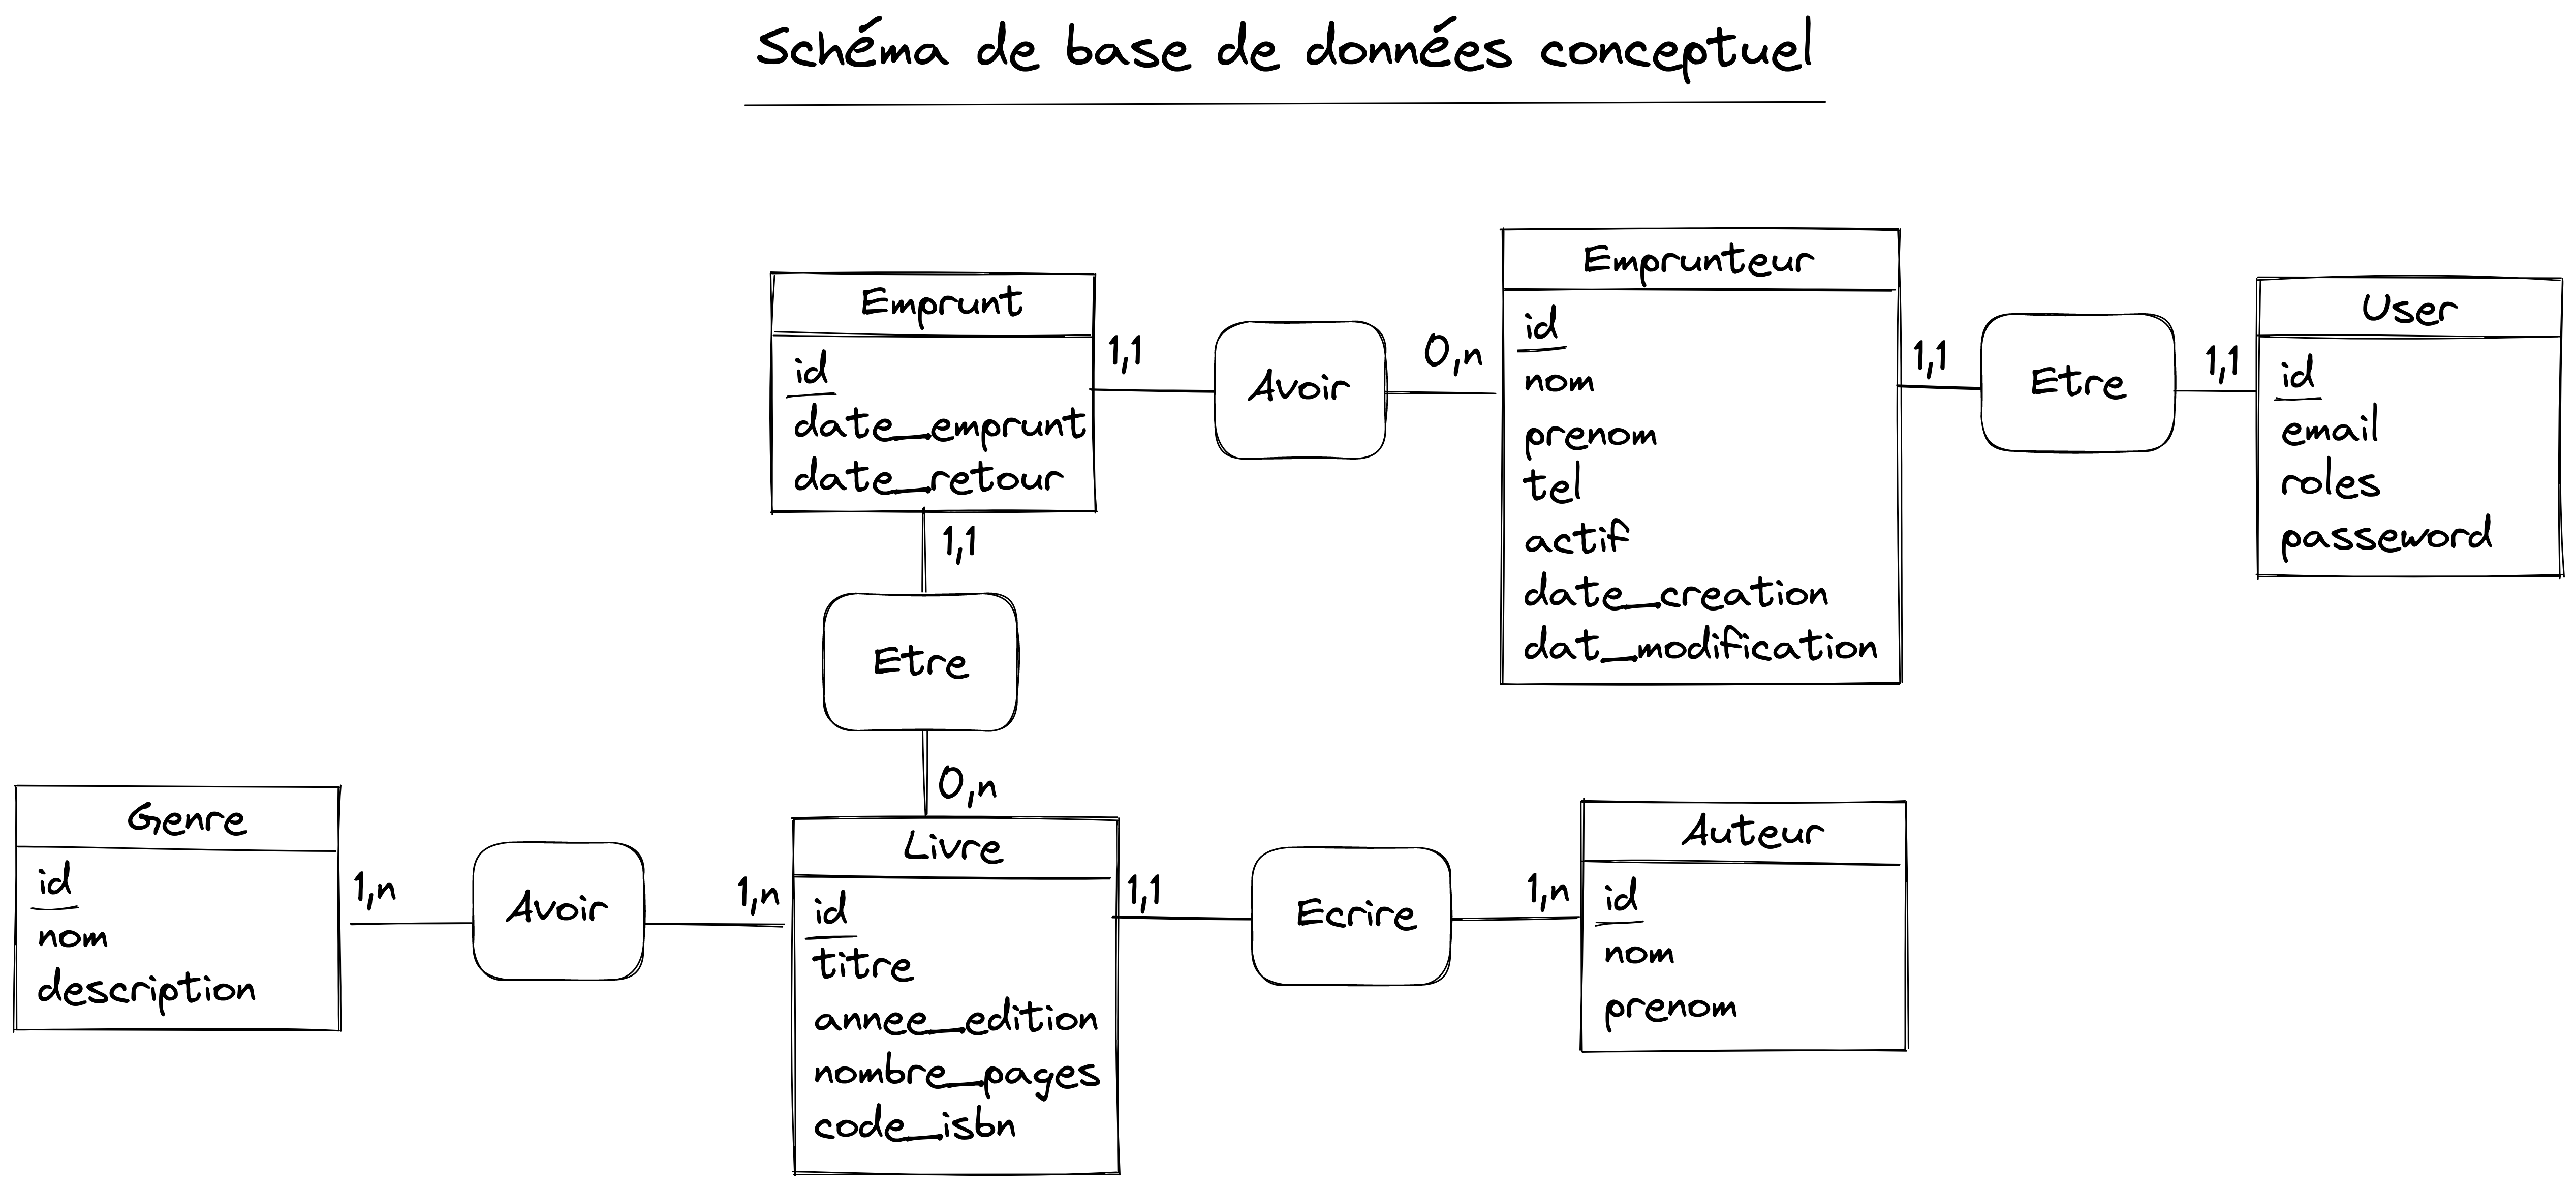 Schéma de base de données conceptuel
Emprunt
id
date_emprunt
date_retour
1,1
Avoir
0,n
Emprunteur
id
nom
prenom
tel
actif
date_creation
dat_modification
1,1
Etre
1,1
User
id
email
roles
passeword
1,1
Etre
0,n
Genre
id
nom
description
1,n
Avoir
1,n
Livre
id
titre
annee_edition
nombre_pages
code_isbn
1,1
Ecrire
1,n
Auteur
id
nom
prenom